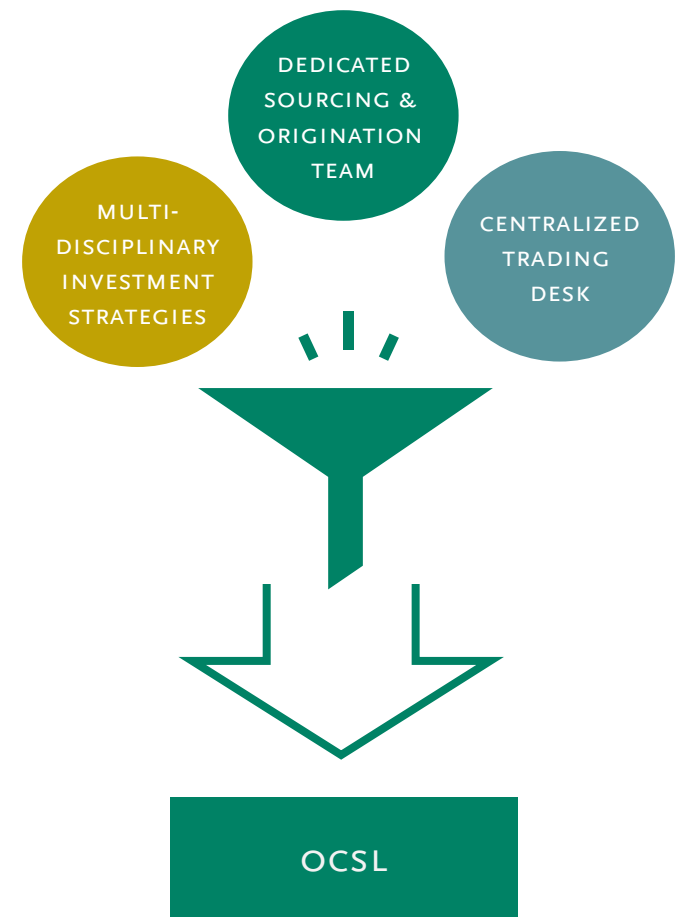 DEDICATED
SOURCING &
ORIGINATION
TEAM
MULTI-
DISCIPLINARY
INVESTMENT
STRATEGIES
CENTRALIZED
TRADING
DESK
OCSL